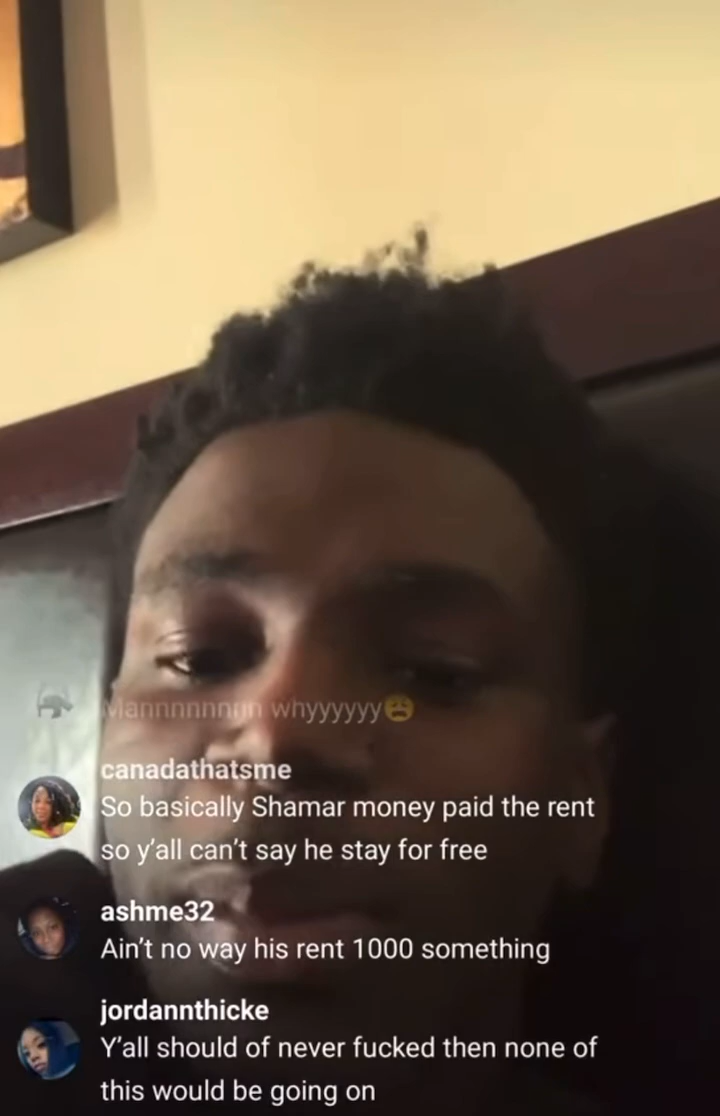 Mannnnnnnn whyyyyyy😩
canadathatsme
So basically Shamar money paid the rent
so y'all can't say he stay for free
ashme32
Ain't no way his rent 1000 something
jordannthicke
Y'all should of never fucked then none of
this would be going on